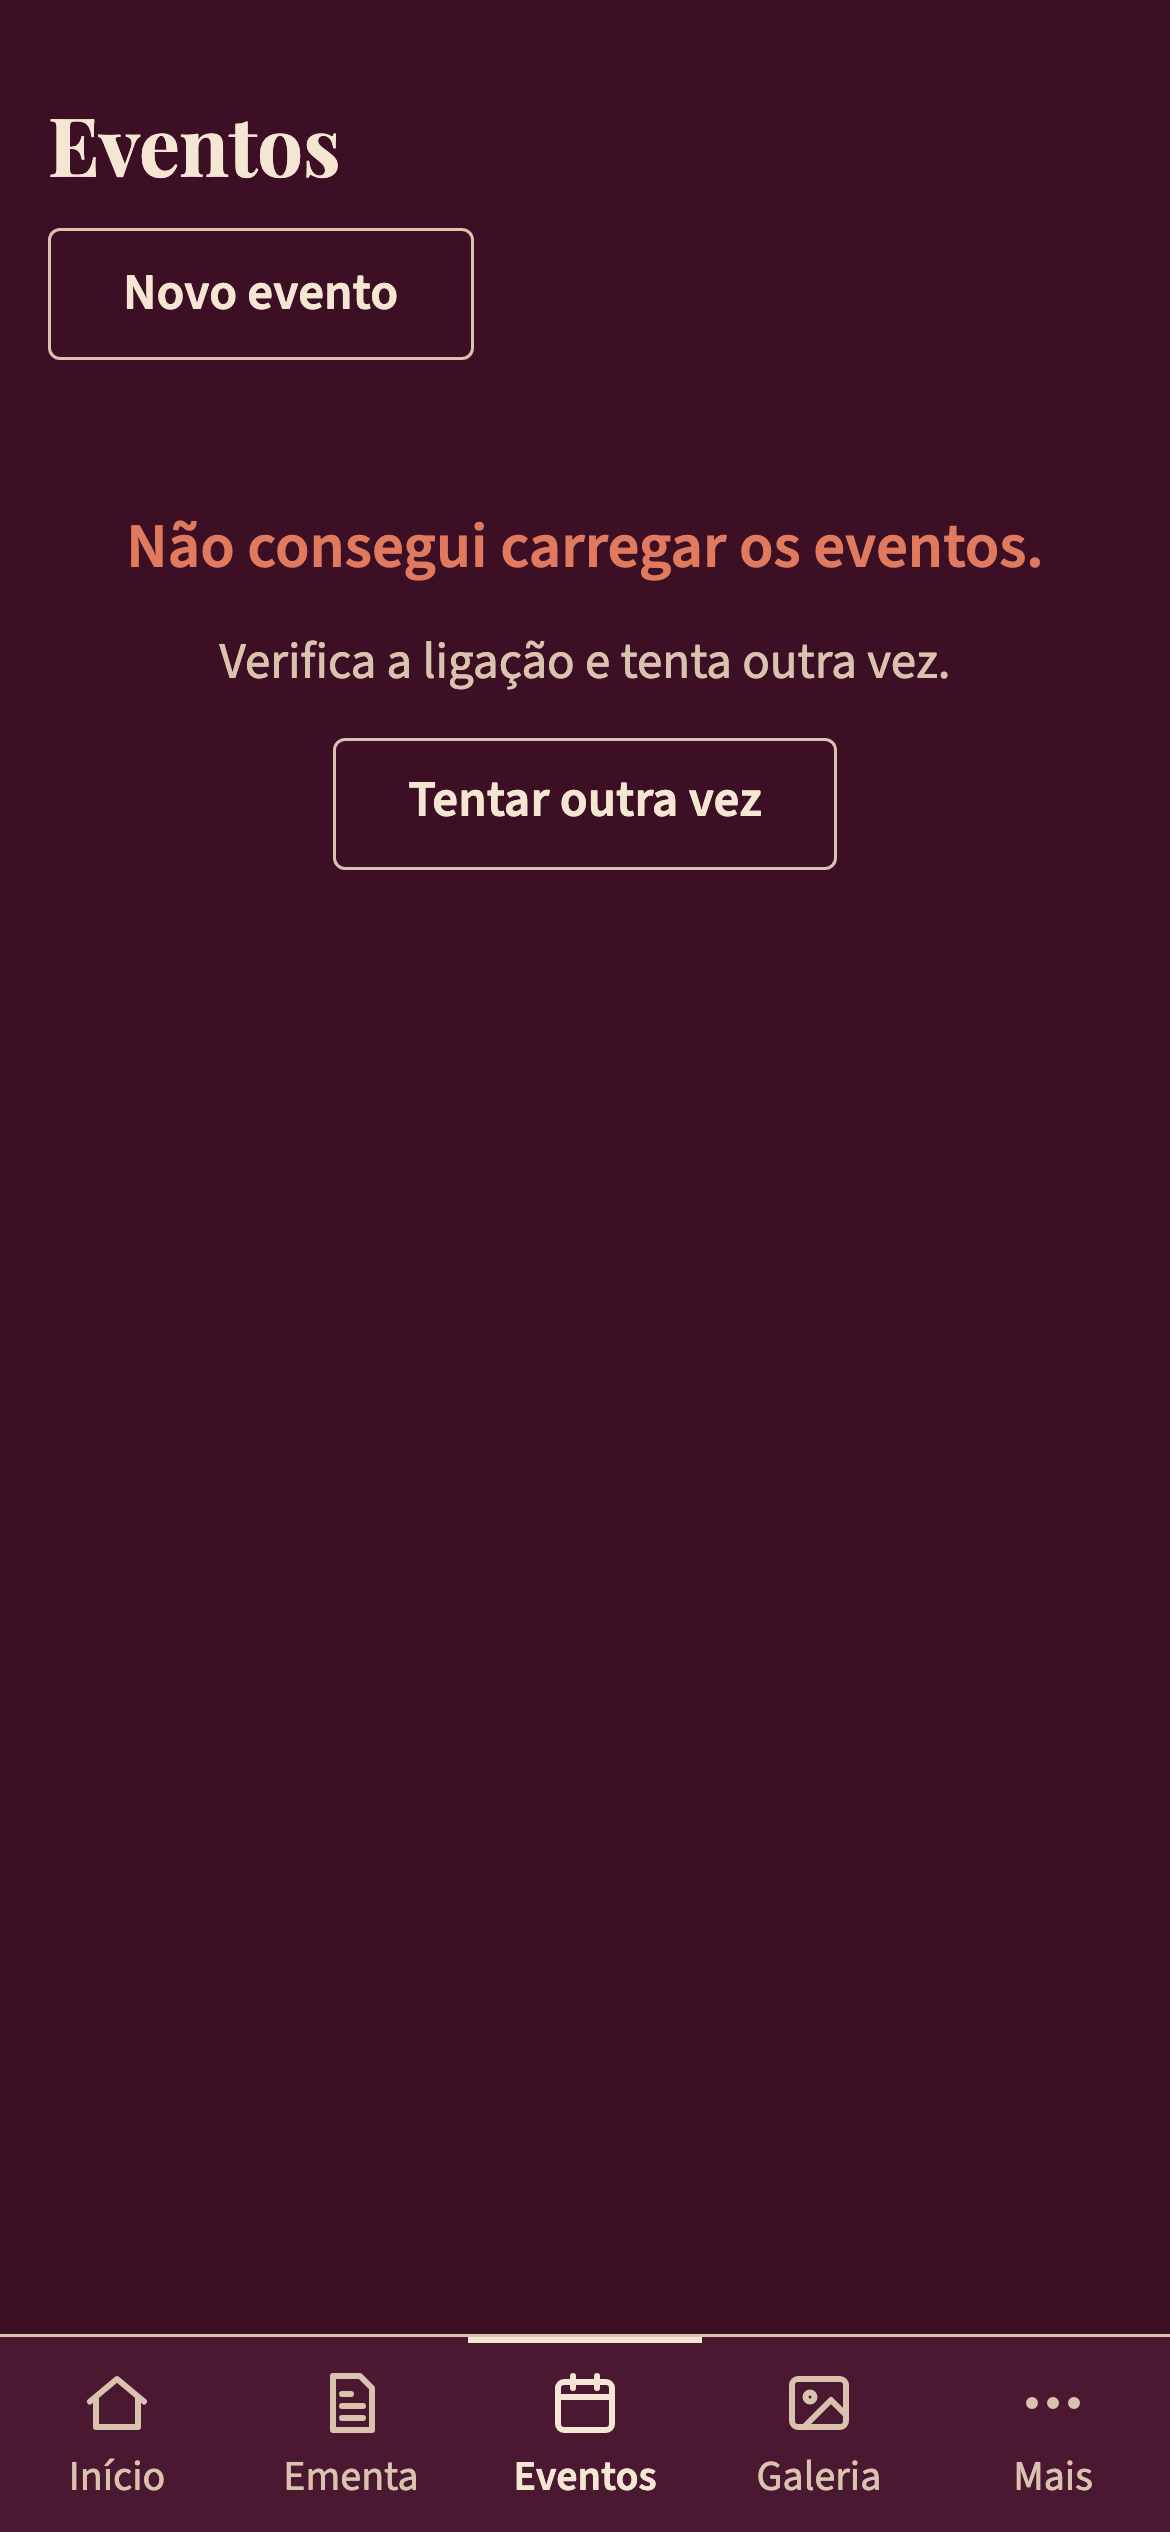 Eventos
Novo evento
Não consegui carregar os eventos.
Verifica a ligação e tenta outra vez.
Tentar outra vez
Início
Ementa
Eventos
Galeria
Mais